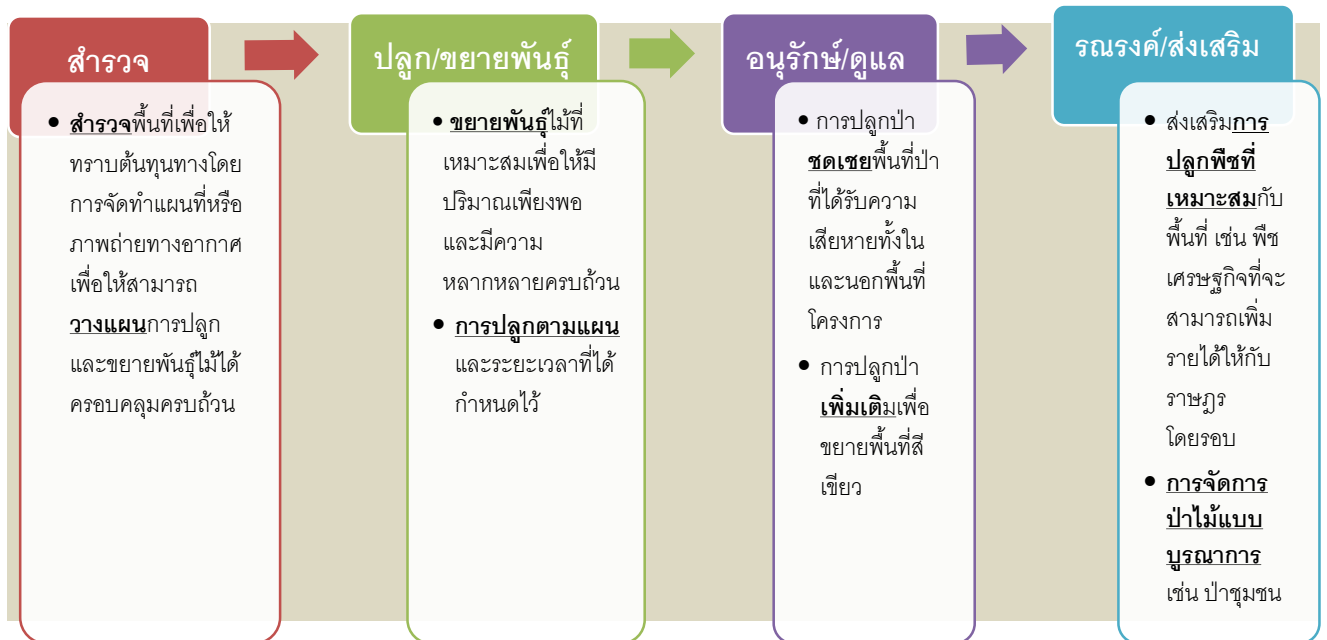 สำรวจ
• สำรวจพื้นที่เพื่อให้
ทราบต้นทุนทางโดย
การจัดทำแผนที่หรือ
ภาพถ่ายทางอากาศ
เพื่อให้สามารถ
วางแผนการปลูก
และขยายพันธุ์ไม้ได้
ครอบคลุมครบถ้วน
ปลูก/ขยายพันธุ์
• ขยายพันธุ์ไม้ที่
เหมาะสมเพื่อให้มี
ปริมาณเพียงพอ
และมีความ
หลากหลายครบถ้วน
• การปลูกตามแผน
และระยะเวลาที่ได้
กำหนดไว้
อนุรักษ์/ดูแล
• การปลูกป่า
ชดเชยพื้นที่ป่า
ที่ได้รับความ
เสียหายทั้งใน
และนอกพื้นที่
โครงการ
• การปลูกป่า
เพิ่มเติมเพื่อ
ขยายพื้นที่สี
เขียว
รณรงค์/ส่งเสริม
• ส่งเสริมการ
ปลูกพืชที่
เหมาะสมกับ
พื้นที่ เช่น พืช
เศรษฐกิจที่จะ
สามารถเพิ่ม
รายได้ให้กับ
ราษฎร
โดยรอบ
• การจัดการ
ป่าไม้แบบ
บูรณาการ
เช่น ป่าชุมชน